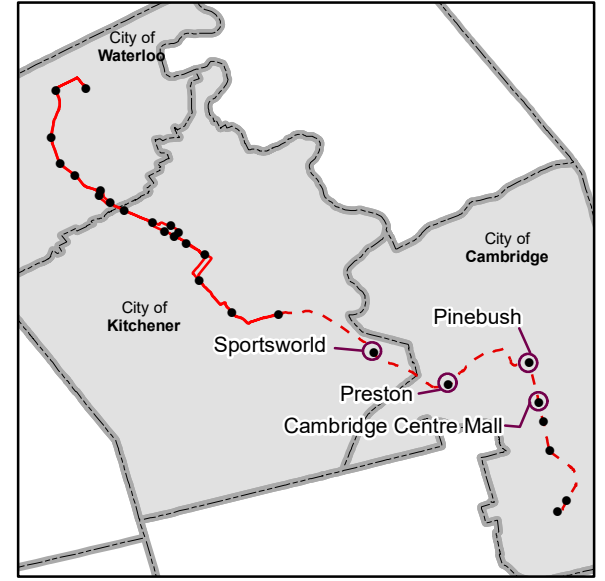 City of
Waterloo
City of
Cambridge
City of
Kitchener
Pinebush
Sportsworld
Preston
Cambridge Centre Mall